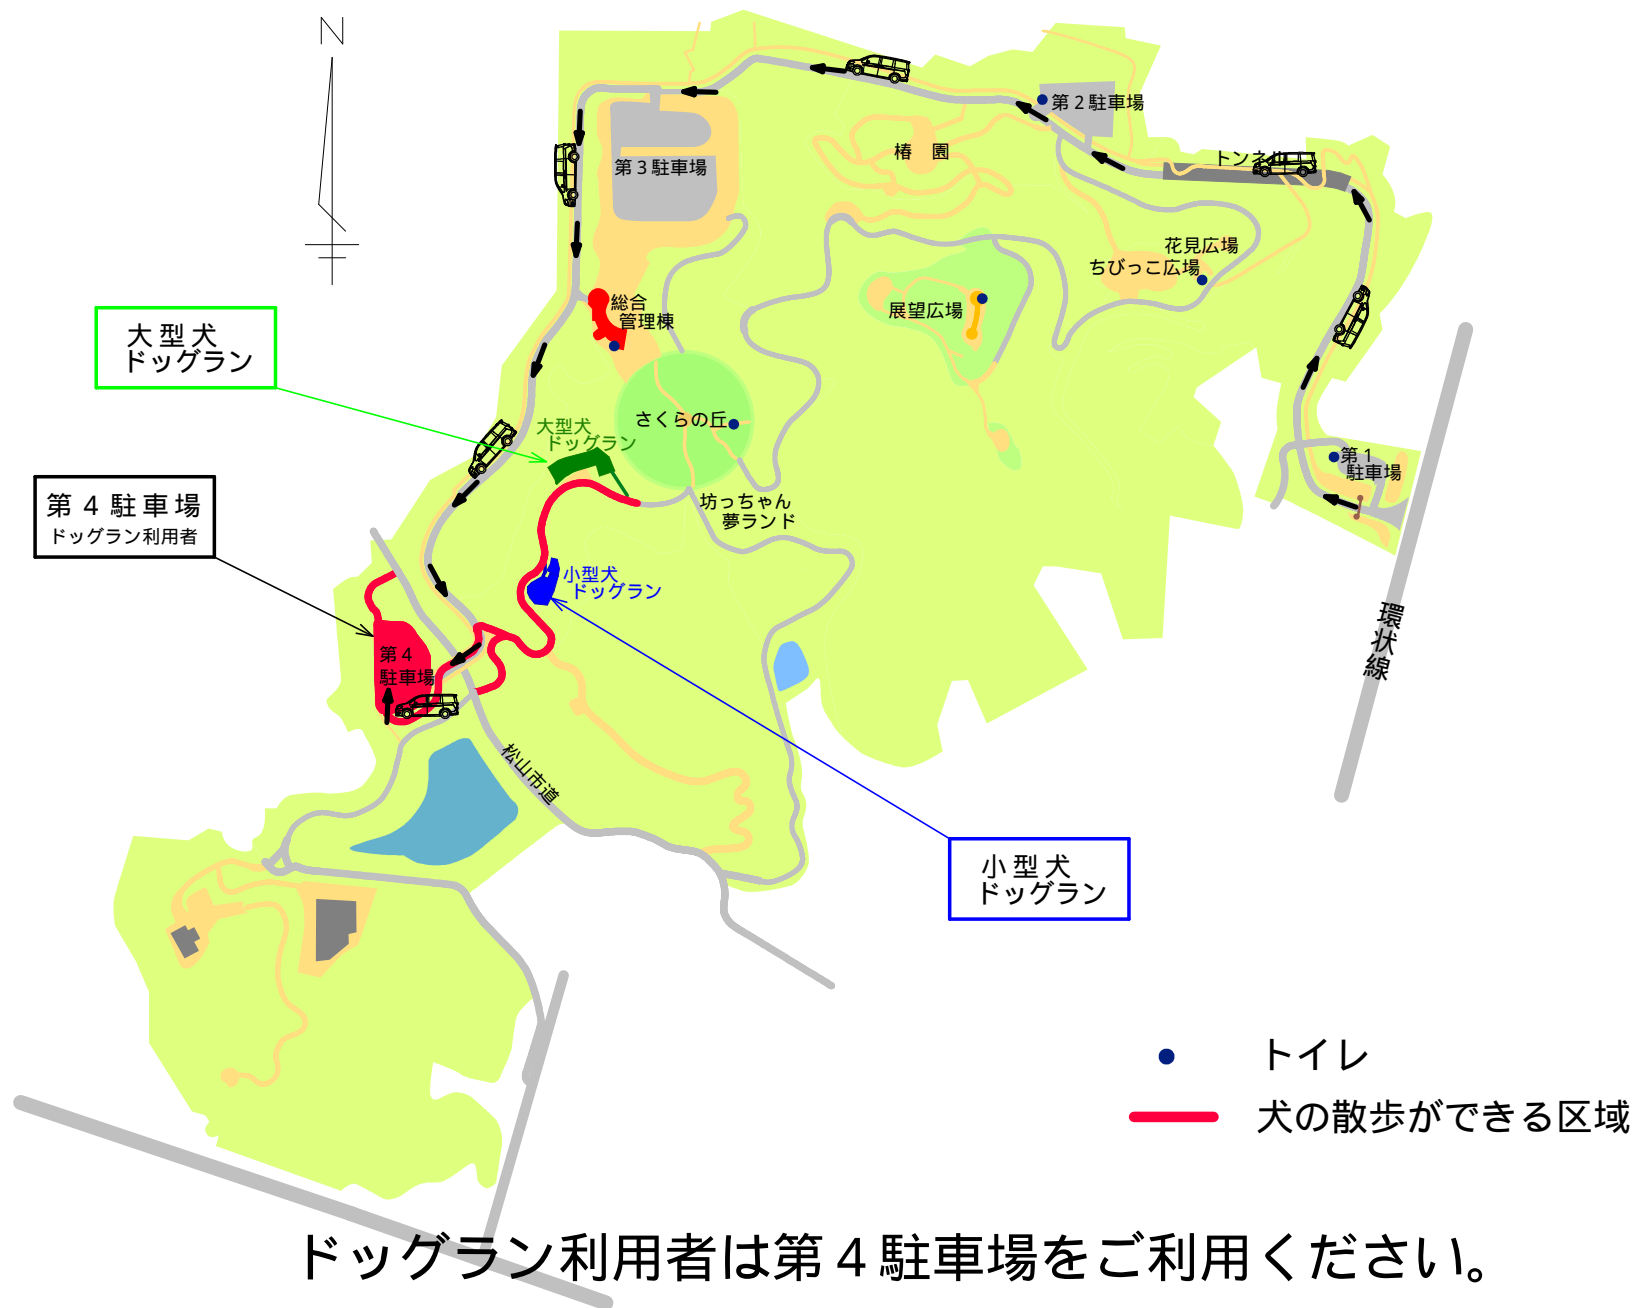 N
第２駐車場
トンネル
椿　園
第３駐車場
花見広場
ちびっこ広場
展望広場
総合
管理棟
大型犬
ドッグラン
さくらの丘
大型犬
ドッグラン
第１
駐車場
第４駐車場
ドッグラン利用者
坊っちゃん
夢ランド
小型犬
ドッグラン
環状線
第４
駐車場
松山市道
小型犬
ドッグラン
トイレ
犬の散歩ができる区域
ドッグラン利用者は第４駐車場をご利用ください。